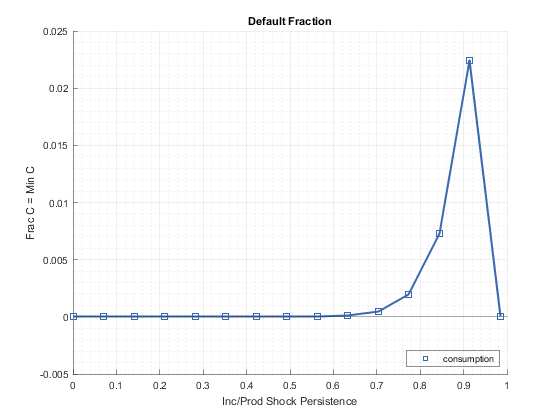 Default Fraction
0.025
0.02
0.015
0.01
0.005
0
-0.005
Frac C = Min C
consumption
0 0.1 0.2 0.3 0.4 0.5 0.6 0.7 0.8 0.9 1
Inc/Prod Shock Persistence